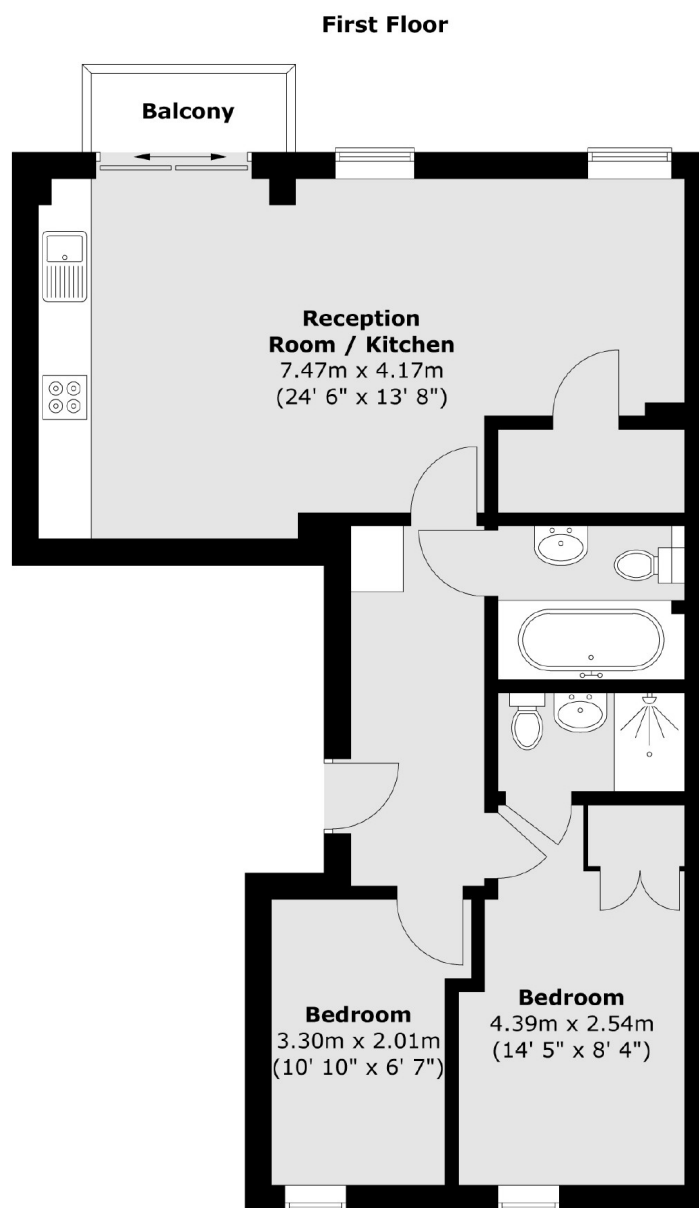 First Floor
Balcony
Reception
Room / Kitchen
7.47m x 4.17m
(24' 6" x 13' 8")
Bedroom
3.30m x 2.01m
(10' 10" x 6' 7")
Bedroom
4.39m x 2.54m
(14' 5" x 8' 4")